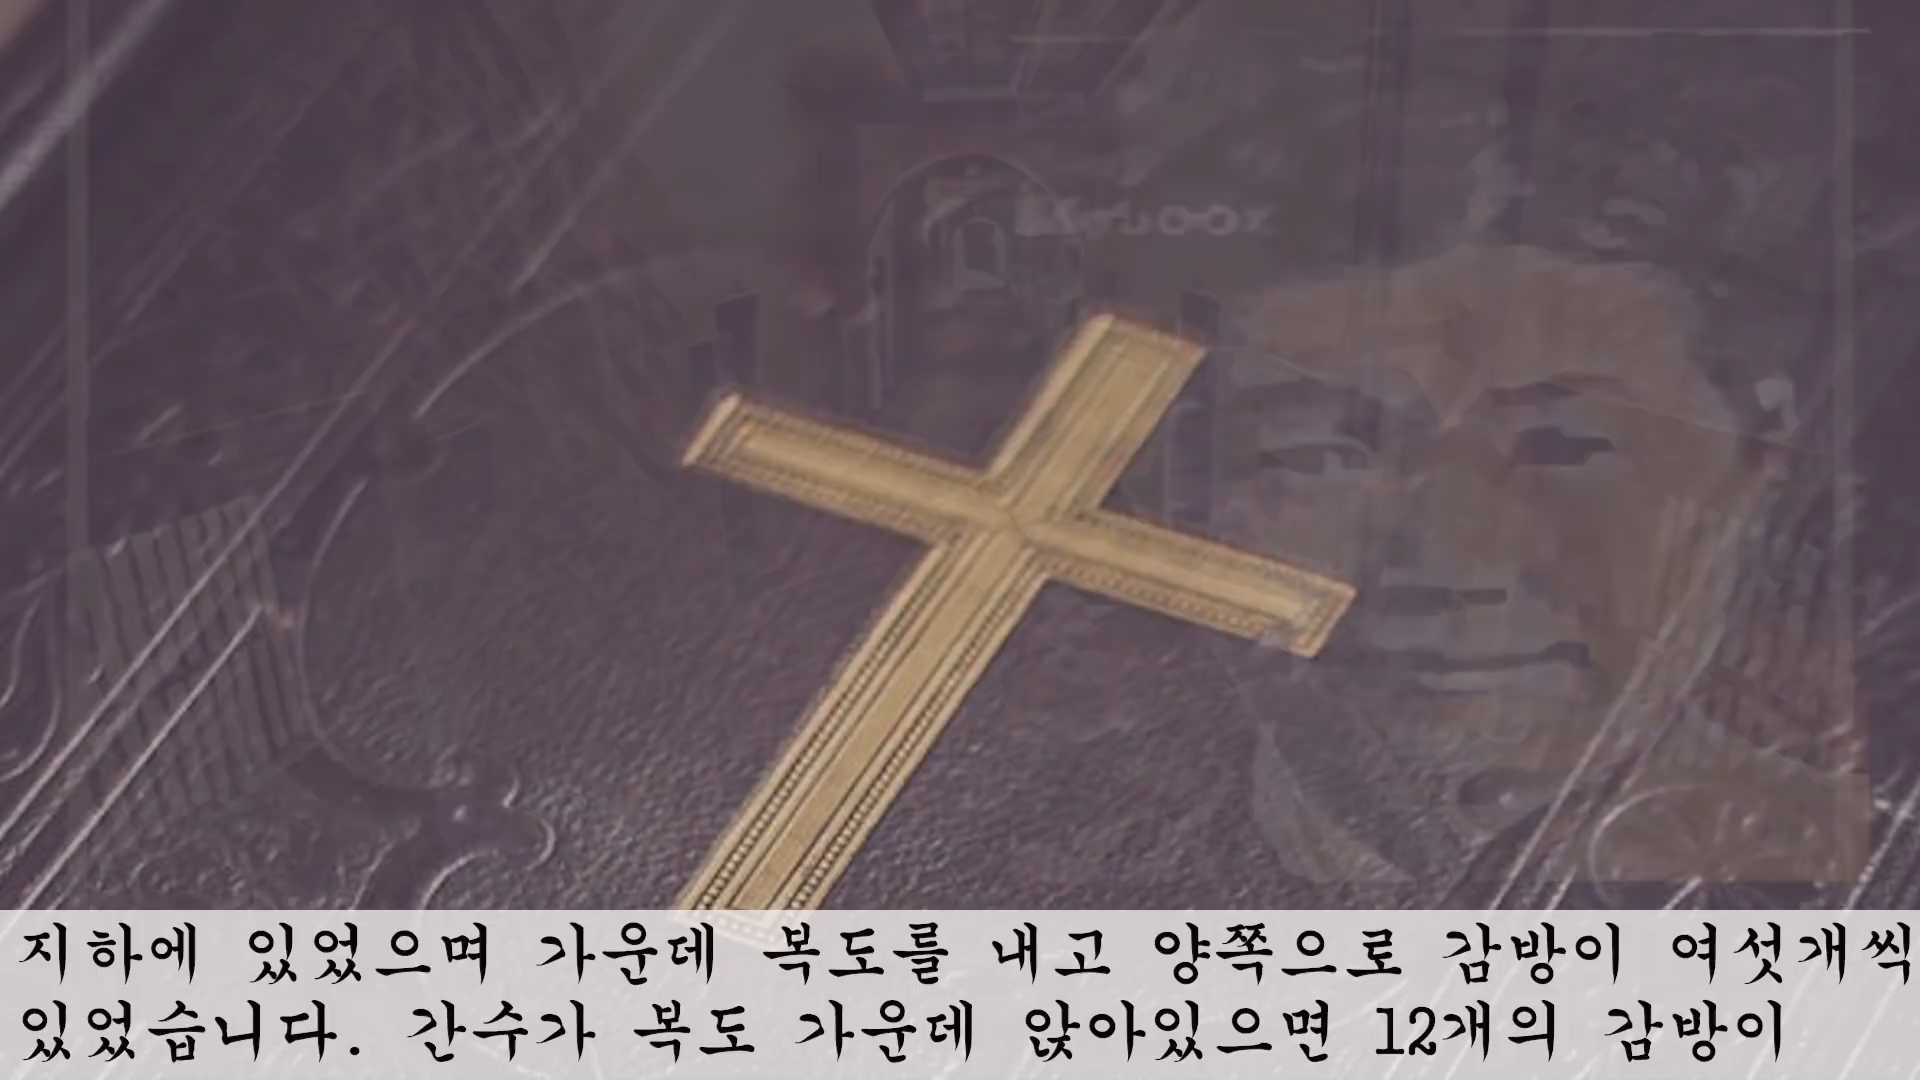 지하에 있었으며 가운데 복도를 내고 양쪽으로 감방이 여섯개씩
있었습니다. 간수가 복도 가운데 앉아있으면 12개의 감방이